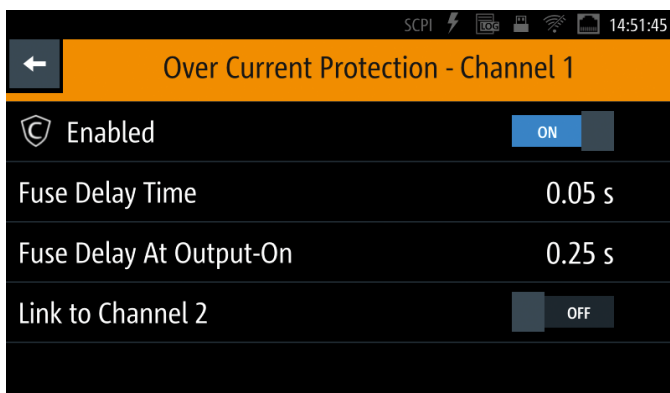 SCPI LOG 14:51:45
Over Current Protection - Channel 1
C Enabled ON
Fuse Delay Time 0.05 s
Fuse Delay At Output-On 0.25 s
Link to Channel 2 OFF